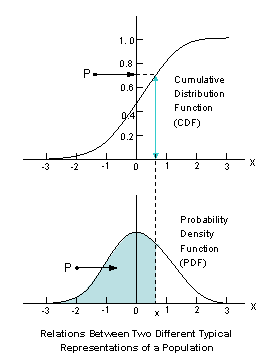 1.0
P
0.8
0.6
0.4
0.2
Cumulative
Distribution
Function
(CDF)
-3 -2 -1 0 1 2 3 X
P
Probability
Density
Function
(PDF)
-3 -2 -1 0 x 1 2 3 X
Relations Between Two Different Typical
Representations of a Population